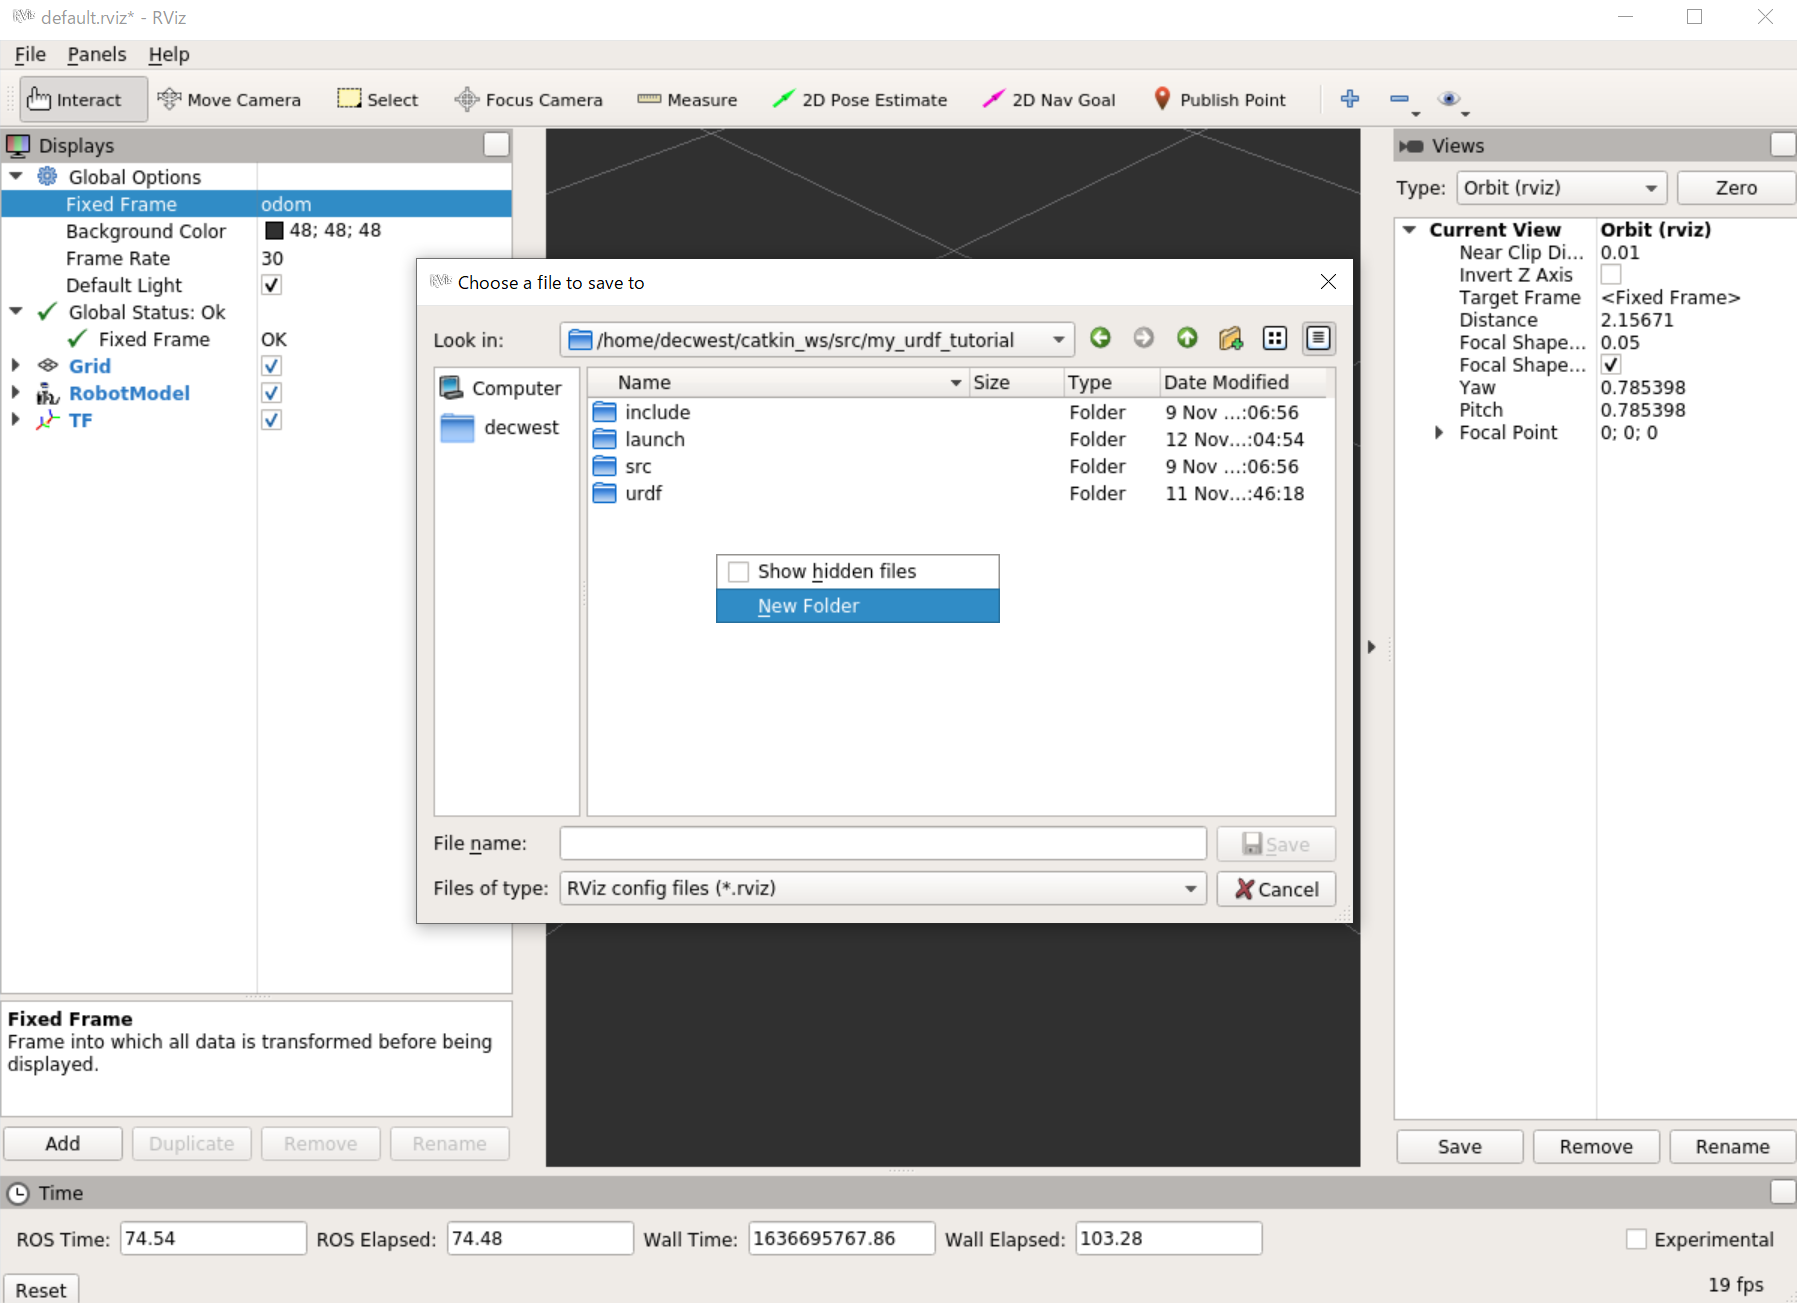 RViz default.rviz* - RViz
File Panels Help
Interact Move Camera Select Focus Camera Measure 2D Pose Estimate 2D Nav Goal Publish Point
Displays
Global Options
Fixed Frame odom
Background Color 48; 48; 48
Frame Rate 30
Default Light
Global Status: Ok
Fixed Frame OK
Grid
RobotModel
TF
Fixed Frame
Frame into which all data is transformed before being
displayed.
Add Duplicate Remove Rename
RViz Choose a file to save to
Look in: /home/decwest/catkin_ws/src/my_urdf_tutorial
Computer
decwest
Name Size Type Date Modified
include Folder 9 Nov ...:06:56
launch Folder 12 Nov...:04:54
src Folder 9 Nov ...:06:56
urdf Folder 11 Nov...:46:18
Show hidden files
New Folder
File name: Save
Files of type: RViz config files (*.rviz) Cancel
Views
Type: Orbit (rviz) Zero
Current View Orbit (rviz)
Near Clip Di... 0.01
Invert Z Axis
Target Frame <Fixed Frame>
Distance 2.15671
Focal Shape... 0.05
Focal Shape...
Yaw 0.785398
Pitch 0.785398
Focal Point 0; 0; 0
Save Remove Rename
Time
ROS Time: 74.54 ROS Elapsed: 74.48 Wall Time: 1636695767.86 Wall Elapsed: 103.28 Experimental
Reset 19 fps